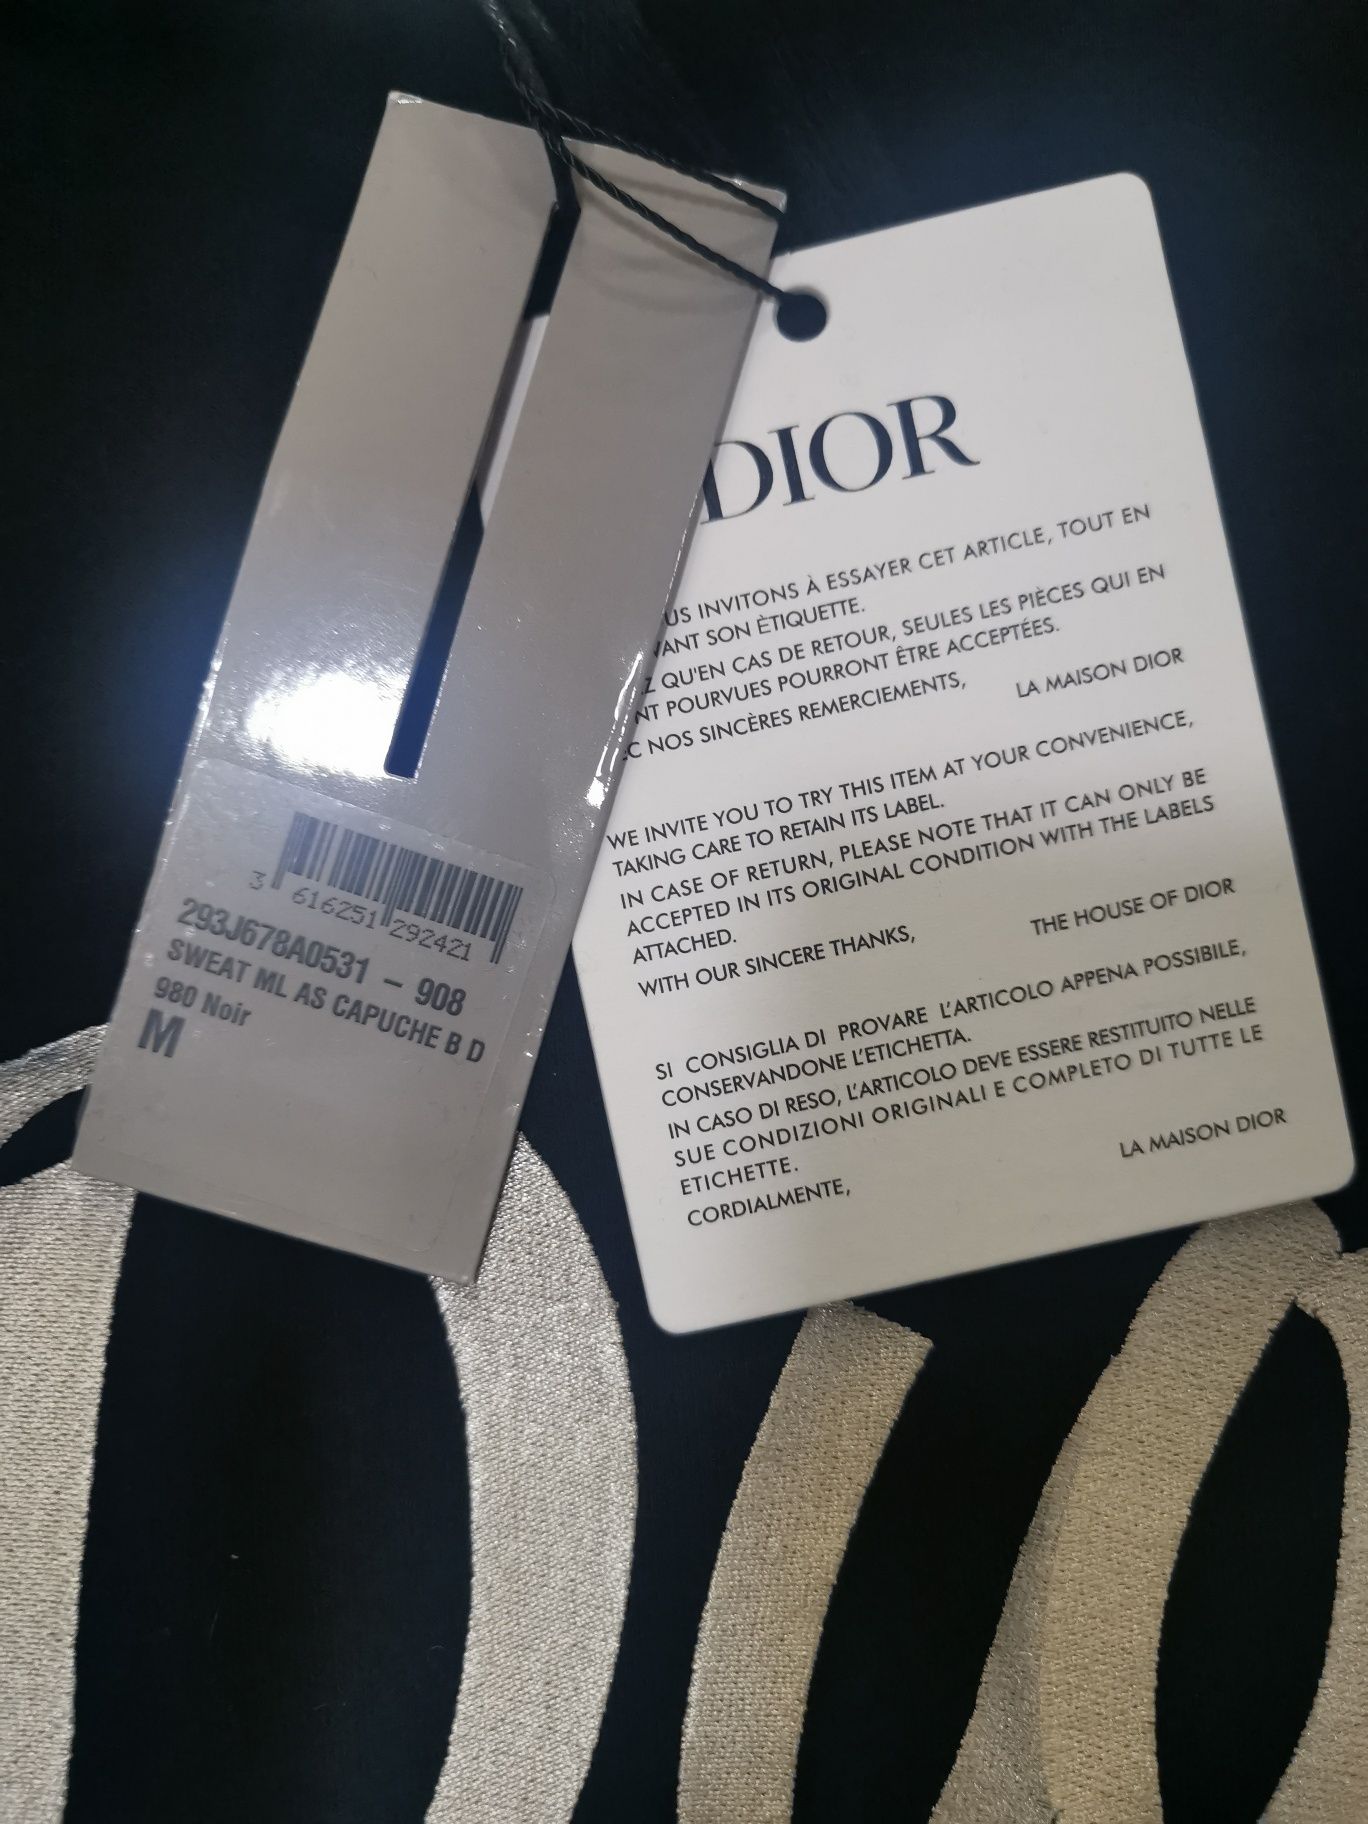 3 616251 292421
293J678A0531 - 908
SWEAT ML AS CAPUCHE B D
980 Noir
M
DIOR
US INVITONS À ESSAYER CET ARTICLE, TOUT EN
VANT SON ÈTIQUETTE.
Z QU'EN CAS DE RETOUR, SEULES LES PIÈCES QUI EN
NT POURVUES POURRONT ÊTRE ACCEPTÉES.
C NOS SINCÈRES REMERCIEMENTS, LA MAISON DIOR
WE INVITE YOU TO TRY THIS ITEM AT YOUR CONVENIENCE,
TAKING CARE TO RETAIN ITS LABEL.
IN CASE OF RETURN, PLEASE NOTE THAT IT CAN ONLY BE
ACCEPTED IN ITS ORIGINAL CONDITION WITH THE LABELS
ATTACHED.
WITH OUR SINCERE THANKS, THE HOUSE OF DIOR
SI CONSIGLIA DI PROVARE L'ARTICOLO APPENA POSSIBILE,
CONSERVANDONE L'ETICHETTA.
IN CASO DI RESO, L'ARTICOLO DEVE ESSERE RESTITUITO NELLE
SUE CONDIZIONI ORIGINALI E COMPLETO DI TUTTE LE
ETICHETTE.
CORDIALMENTE, LA MAISON DIOR